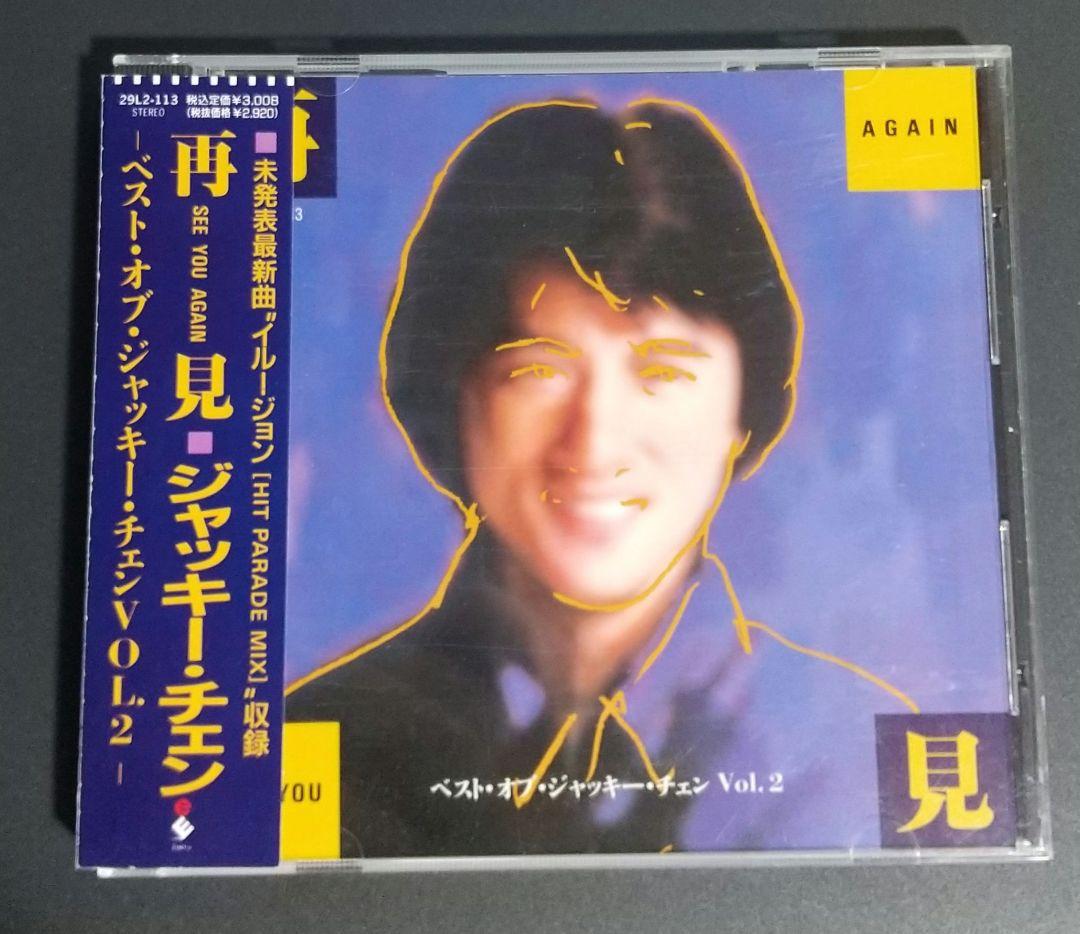 29L2-113 税込定価¥3,008
STEREO (税抜価格¥2,920)
■未発表最新曲"イルージョン[HIT PARADE MIX]"収録
再
SEE YOU AGAIN
見■ジャッキー・チェン
—ベスト・オブ・ジャッキー・チェンVOL.2—
再
3
AGAIN
YOU
ベスト・オブ・ジャッキー・チェン Vol.2
見